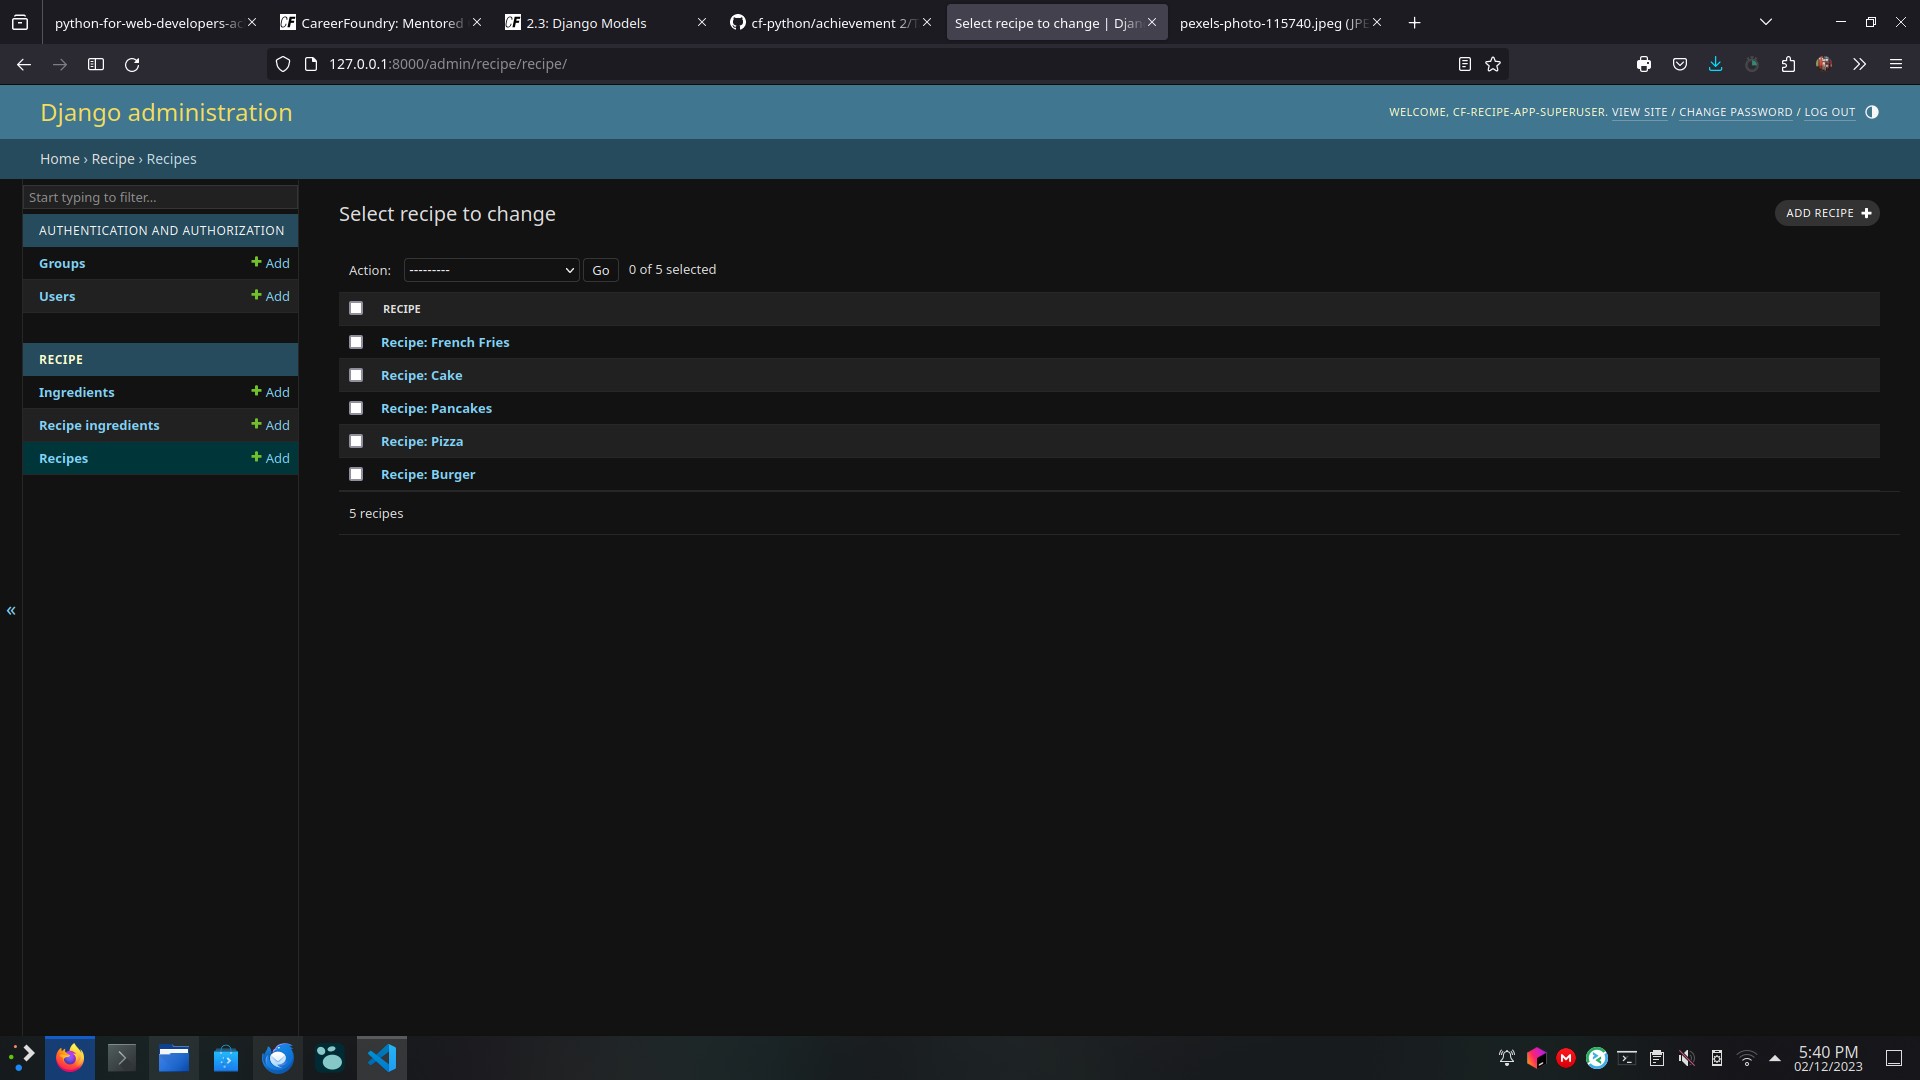 python-for-web-developers-ac
CareerFoundry: Mentored
2.3: Django Models
cf-python/achievement 2/T
Select recipe to change | Djan
pexels-photo-115740.jpeg (JPE
127.0.0.1:8000/admin/recipe/recipe/
Django administration
WELCOME, CF-RECIPE-APP-SUPERUSER. VIEW SITE / CHANGE PASSWORD / LOG OUT
Home › Recipe › Recipes
Start typing to filter...
AUTHENTICATION AND AUTHORIZATION
Groups + Add
Users + Add
RECIPE
Ingredients + Add
Recipe ingredients + Add
Recipes + Add
«
Select recipe to change
ADD RECIPE +
Action: --------- Go 0 of 5 selected
RECIPE
Recipe: French Fries
Recipe: Cake
Recipe: Pancakes
Recipe: Pizza
Recipe: Burger
5 recipes
5:40 PM
02/12/2023